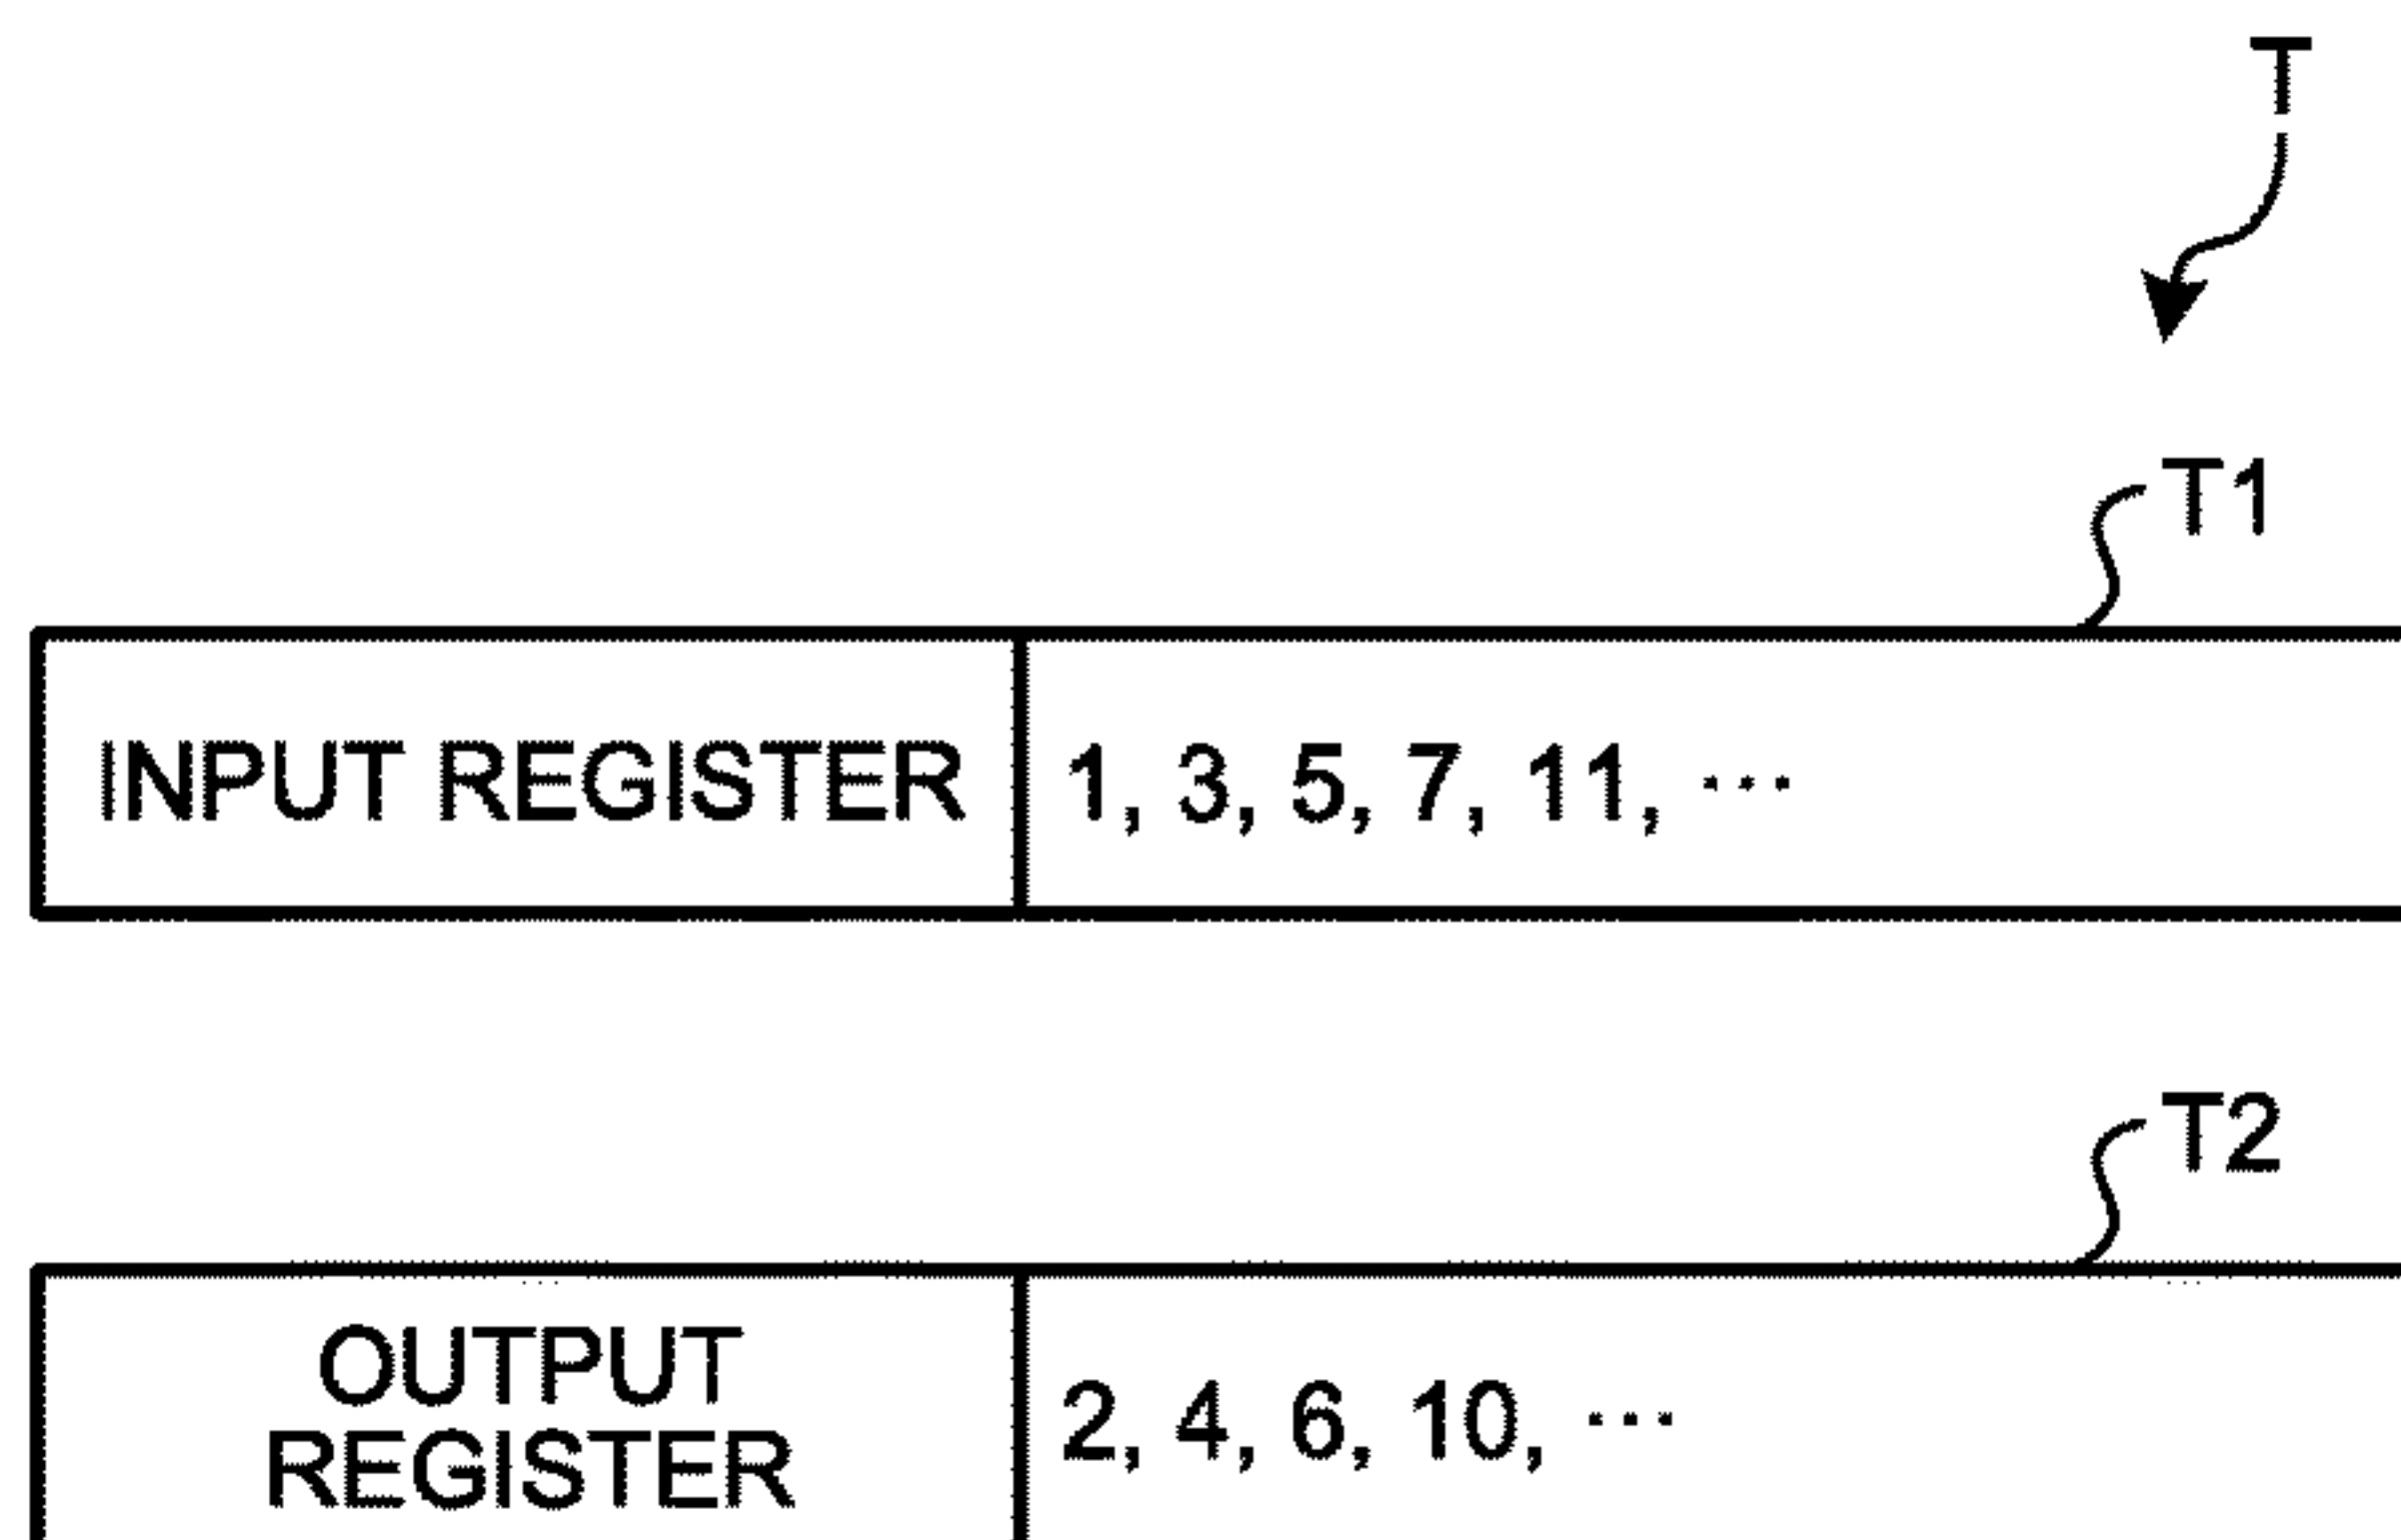 T
T1
INPUT REGISTER 1, 3, 5, 7, 11, ···
T2
OUTPUT
REGISTER
2, 4, 6, 10, ···